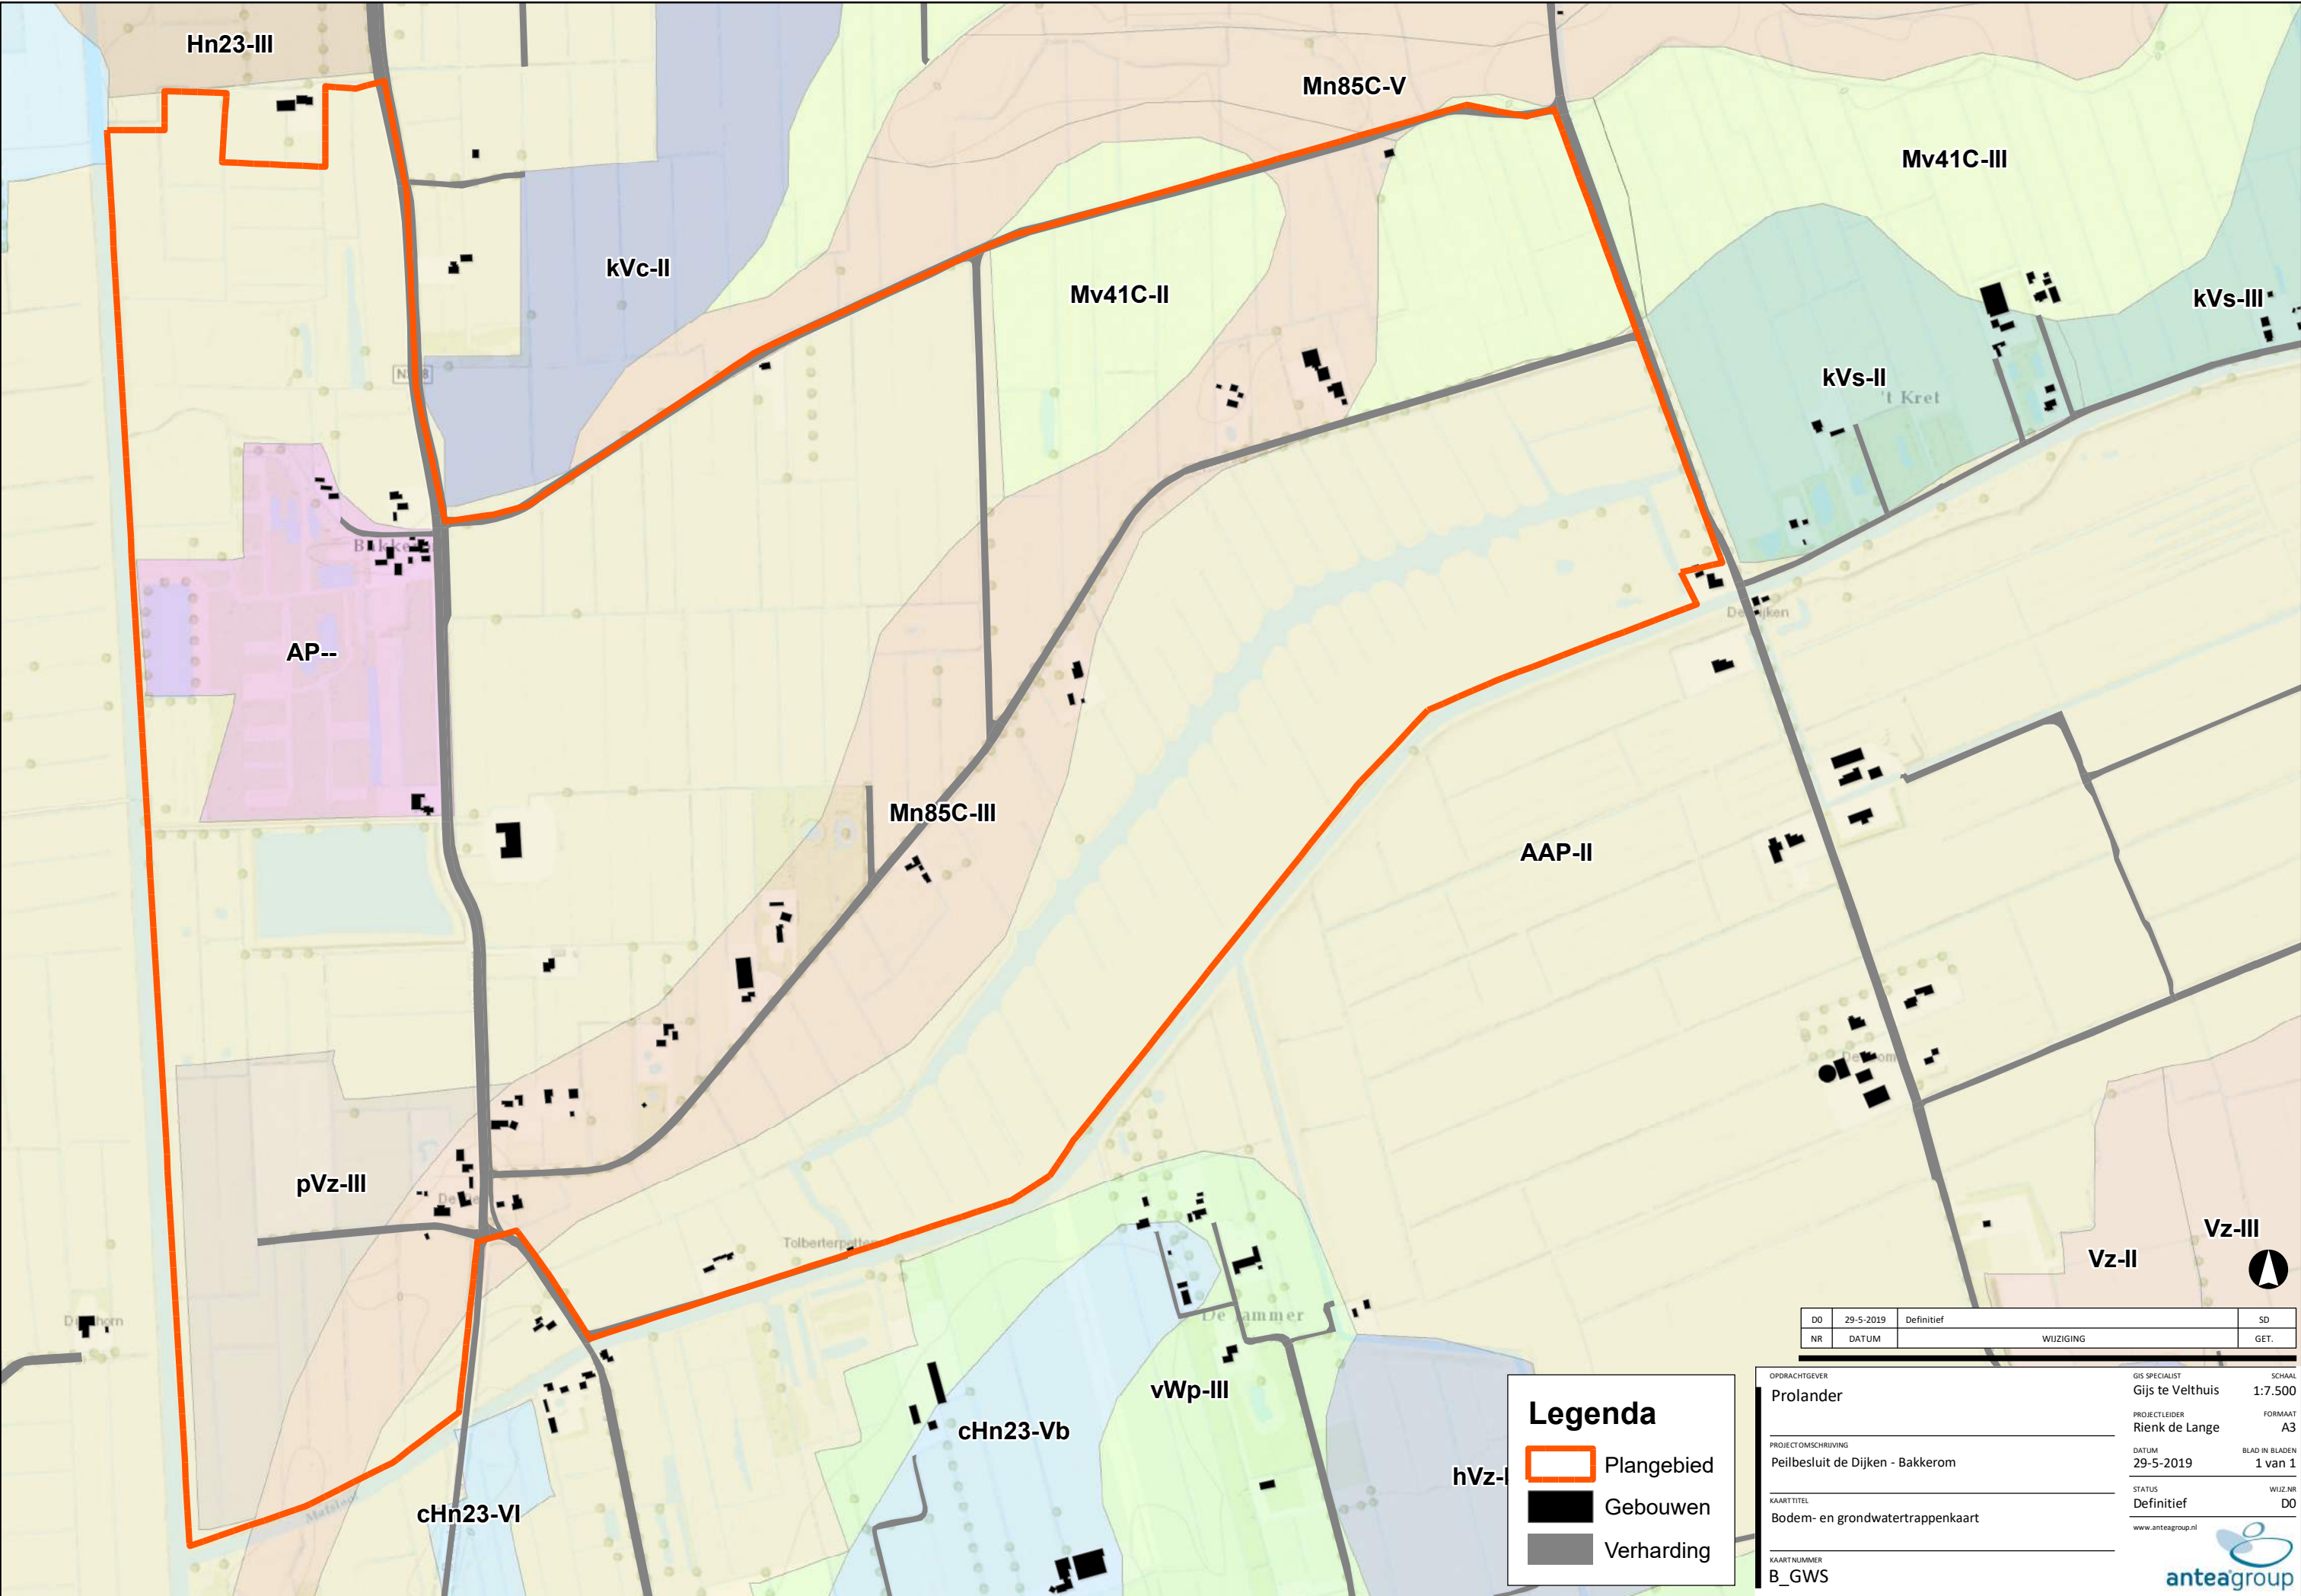 Hn23-III
Mn85C-V
Mv41C-III
kVc-II
Mv41C-II
kVs-III
kVs-II
't Kret
AP--
Mn85C-III
AAP-II
pVz-III
Tolberterpetten
Vz-III
Vz-II
De Jammer
vWp-III
cHn23-Vb
cHn23-VI
Matsloot
hVz-I
Legenda
Plangebied
Gebouwen
Verharding
D0 29-5-2019 Definitief SD
NR DATUM WIJZIGING GET.
OPDRACHTGEVER
Prolander
PROJECTOMSCHRIJVING
Peilbesluit de Dijken - Bakkerom
KAARTTITEL
Bodem- en grondwatertrappenkaart
KAARTNUMMER
B_GWS
GIS SPECIALIST SCHAAL
Gijs te Velthuis 1:7.500
PROJECTLEIDER FORMAAT
Rienk de Lange A3
DATUM BLAD IN BLADEN
29-5-2019 1 van 1
STATUS WIJZ.NR
Definitief D0
www.anteagroup.nl
anteagroup